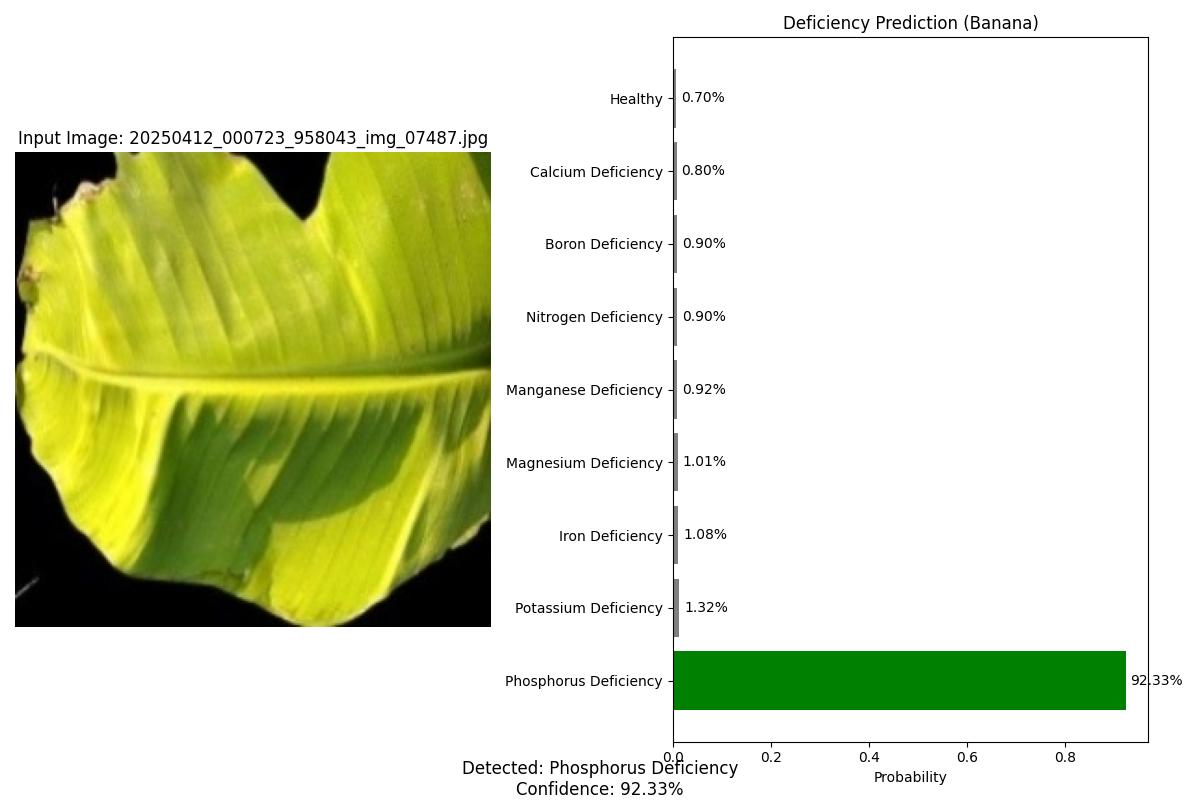 Deficiency Prediction (Banana)
Input Image: 20250412_000723_958043_img_07487.jpg
Healthy 0.70%
Calcium Deficiency 0.80%
Boron Deficiency 0.90%
Nitrogen Deficiency 0.90%
Manganese Deficiency 0.92%
Magnesium Deficiency 1.01%
Iron Deficiency 1.08%
Potassium Deficiency 1.32%
Phosphorus Deficiency 92.33%
0.0 0.2 0.4 0.6 0.8
Probability
Detected: Phosphorus Deficiency
Confidence: 92.33%